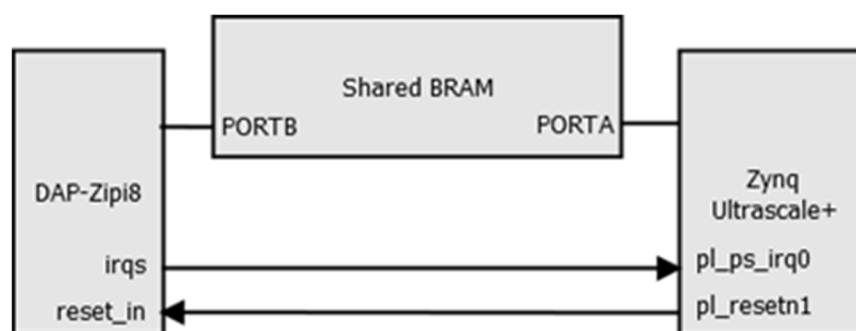 Shared BRAM
PORTB
PORTA
DAP-Zipi8
Zynq
Ultrascale+
irqs
pl_ps_irq0
reset_in
pl_resetn1